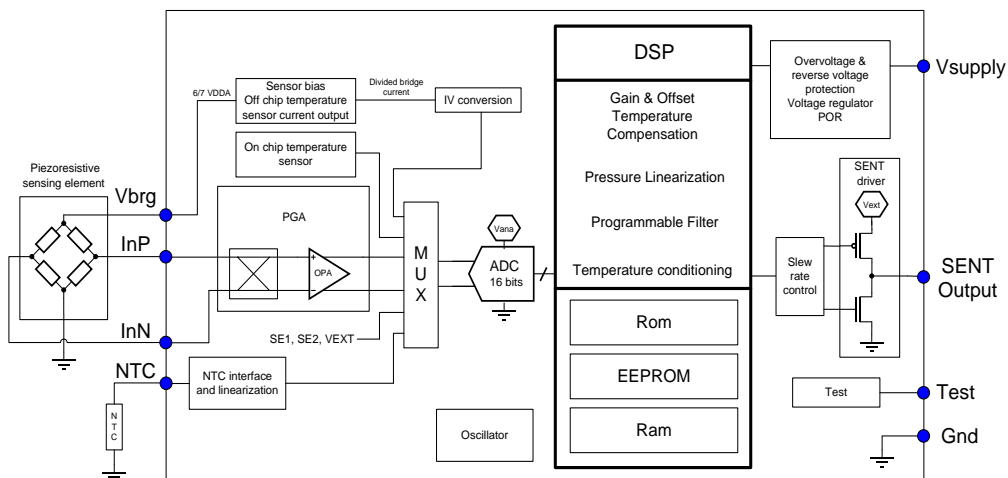 Piezoresistive
sensing element
Vbrg
InP
InN
NTC
N
T
C
6/7 VDDA
Sensor bias
Off chip temperature
sensor current output
Divided bridge
current
IV conversion
On chip temperature
sensor
PGA
+
OPA
−
SE1, SE2, VEXT
NTC interface
and linearization
M
U
X
Vana
ADC
16 bits
Oscillator
DSP
Gain & Offset
Temperature
Compensation
Pressure Linearization
Programmable Filter
Temperature conditioning
Rom
EEPROM
Ram
Overvoltage &
reverse voltage
protection
Voltage regulator
POR
Vsupply
SENT
driver
Vext
Slew
rate
control
SENT
Output
Test
Test
Gnd